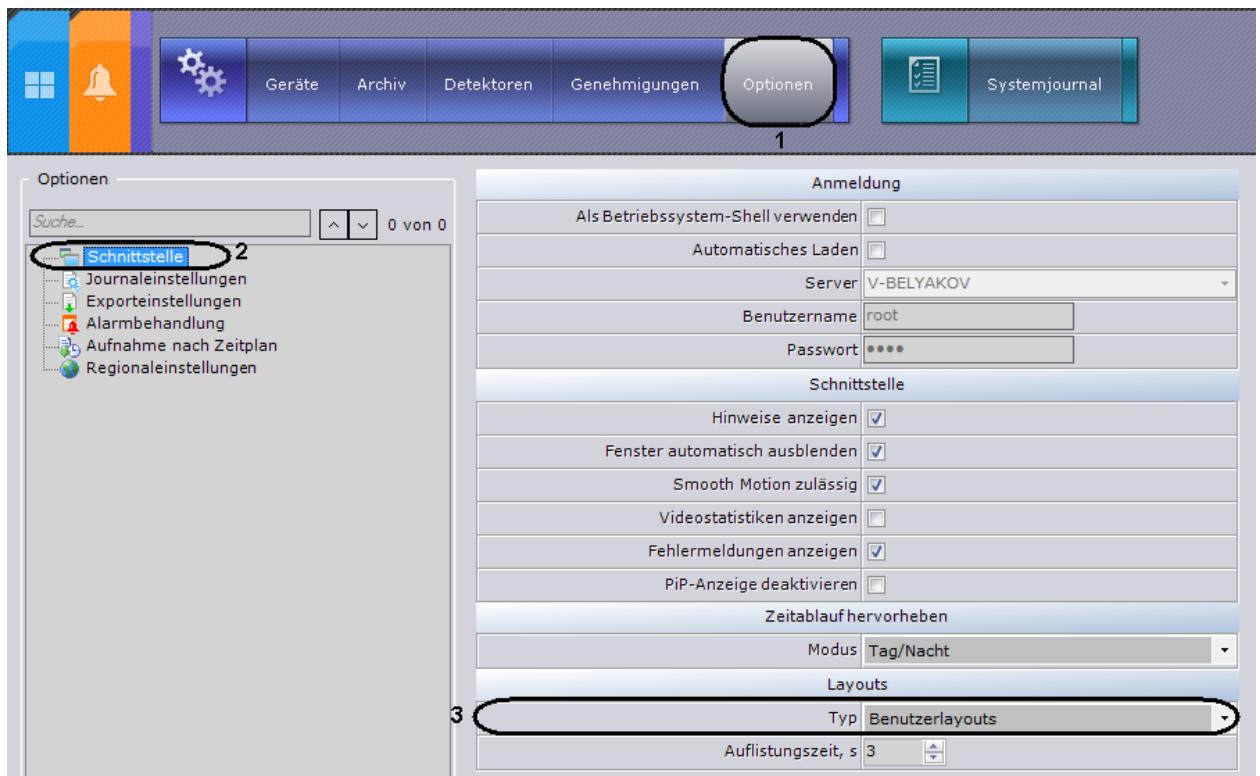 Geräte Archiv Detektoren Genehmigungen Optionen Systemjournal
1
Optionen
Suche... 0 von 0
Schnittstelle 2
Journaleinstellungen
Exporteinstellungen
Alarmbehandlung
Aufnahme nach Zeitplan
Regionaleinstellungen
Anmeldung
Als Betriebssystem-Shell verwenden
Automatisches Laden
Server V-BELYAKOV
Benutzername root
Passwort ●●●●
Schnittstelle
Hinweise anzeigen
Fenster automatisch ausblenden
Smooth Motion zulässig
Videostatistiken anzeigen
Fehlermeldungen anzeigen
PiP-Anzeige deaktivieren
Zeitablauf hervorheben
Modus Tag/Nacht
Layouts
3 Typ Benutzerlayouts
Auflistungszeit, s 3